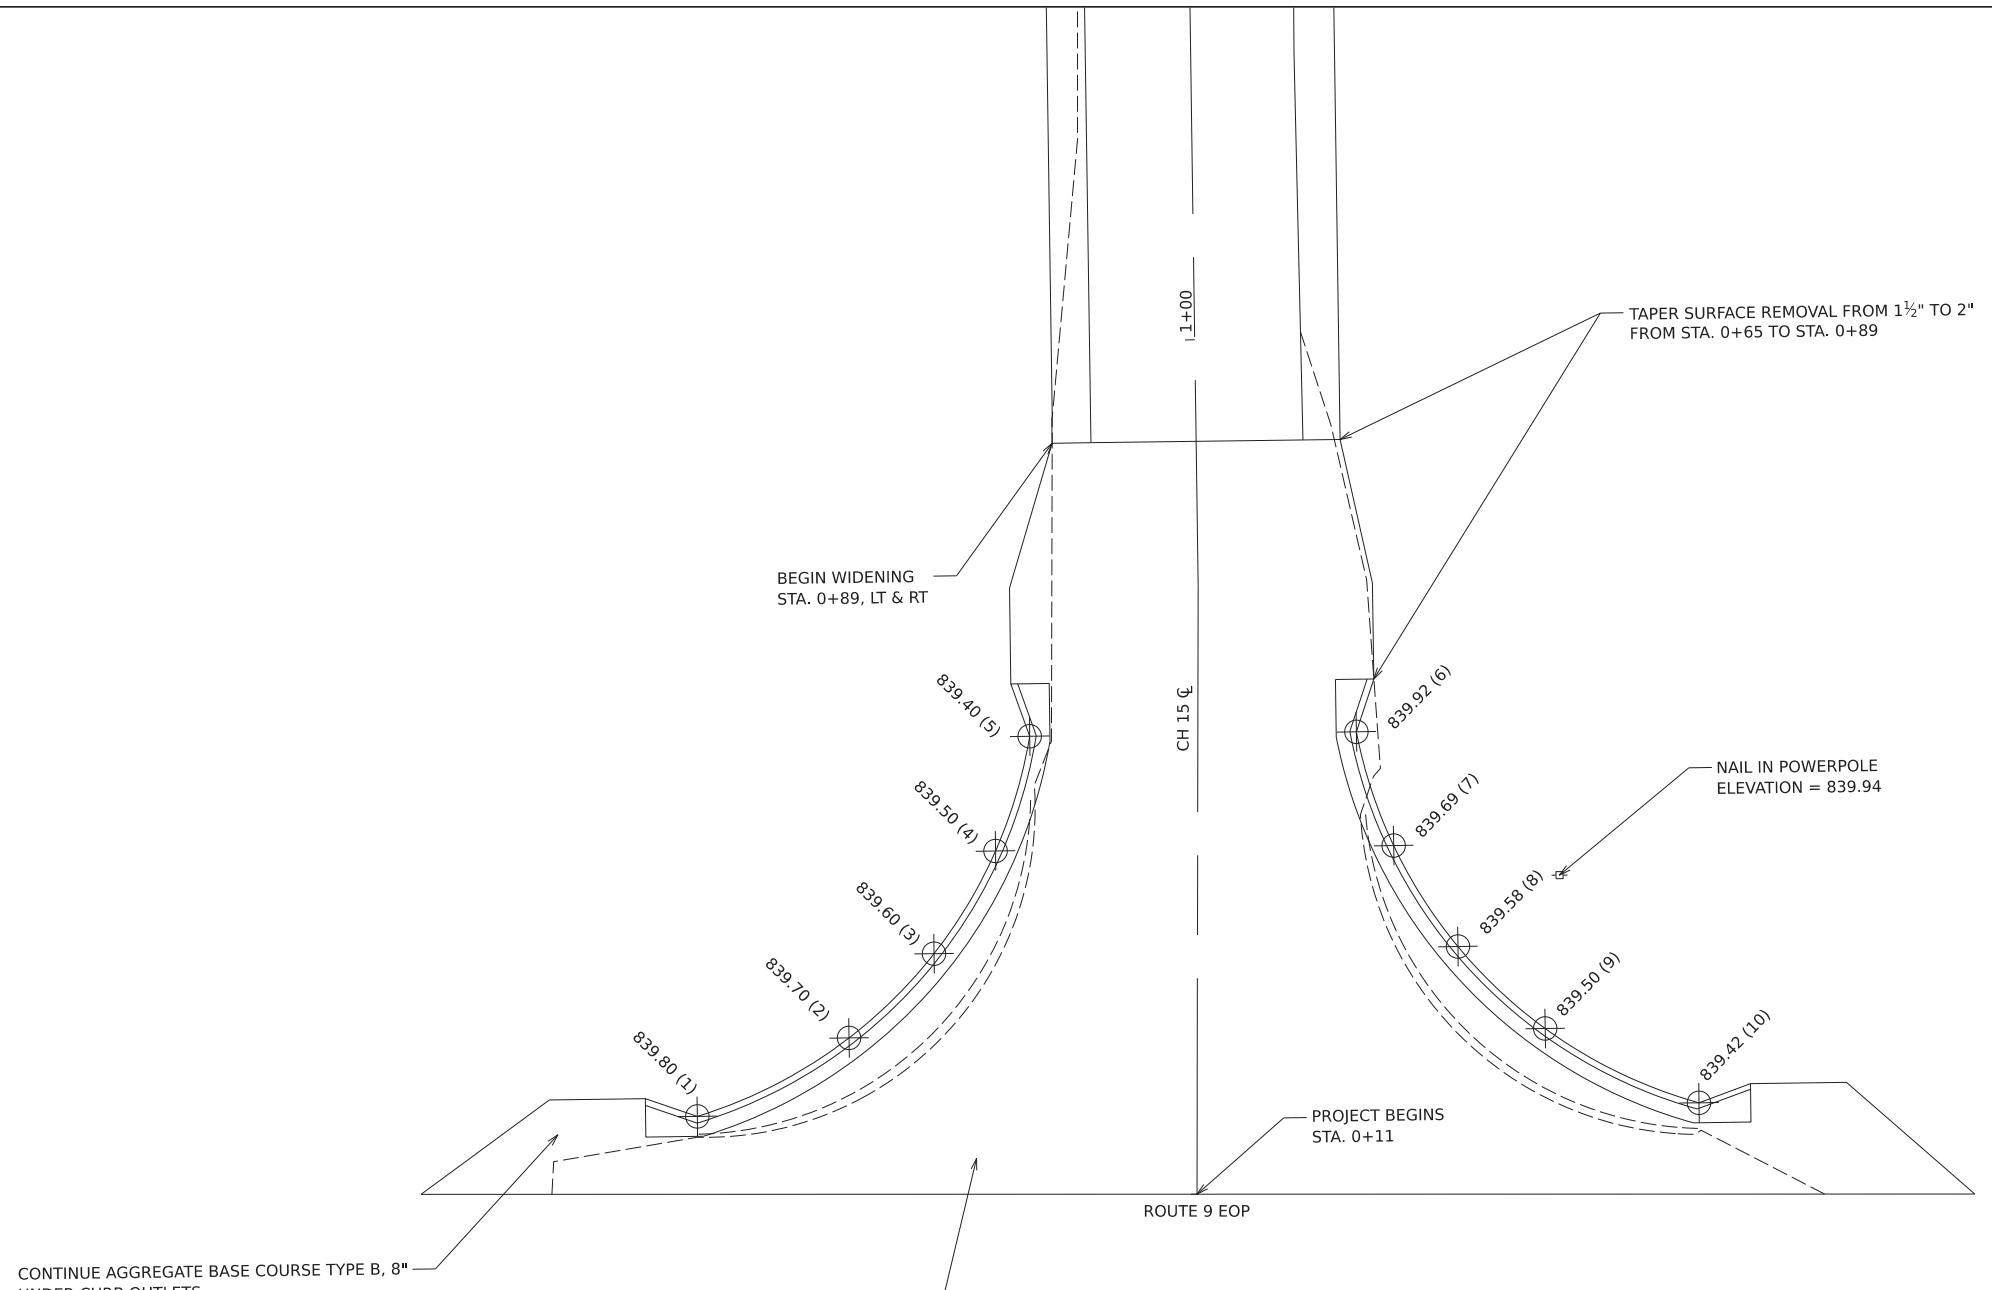 1+00
TAPER SURFACE REMOVAL FROM 1½" TO 2"
FROM STA. 0+65 TO STA. 0+89
BEGIN WIDENING
STA. 0+89, LT & RT
839.40 (5)
CH 15 ℄
839.92 (6)
839.50 (4)
839.69 (7)
NAIL IN POWERPOLE
ELEVATION = 839.94
839.60 (3)
839.58 (8)
839.70 (2)
839.50 (9)
839.80 (1)
839.42 (10)
PROJECT BEGINS
STA. 0+11
ROUTE 9 EOP
CONTINUE AGGREGATE BASE COURSE TYPE B, 8"
UNDER CURB OUTLETS